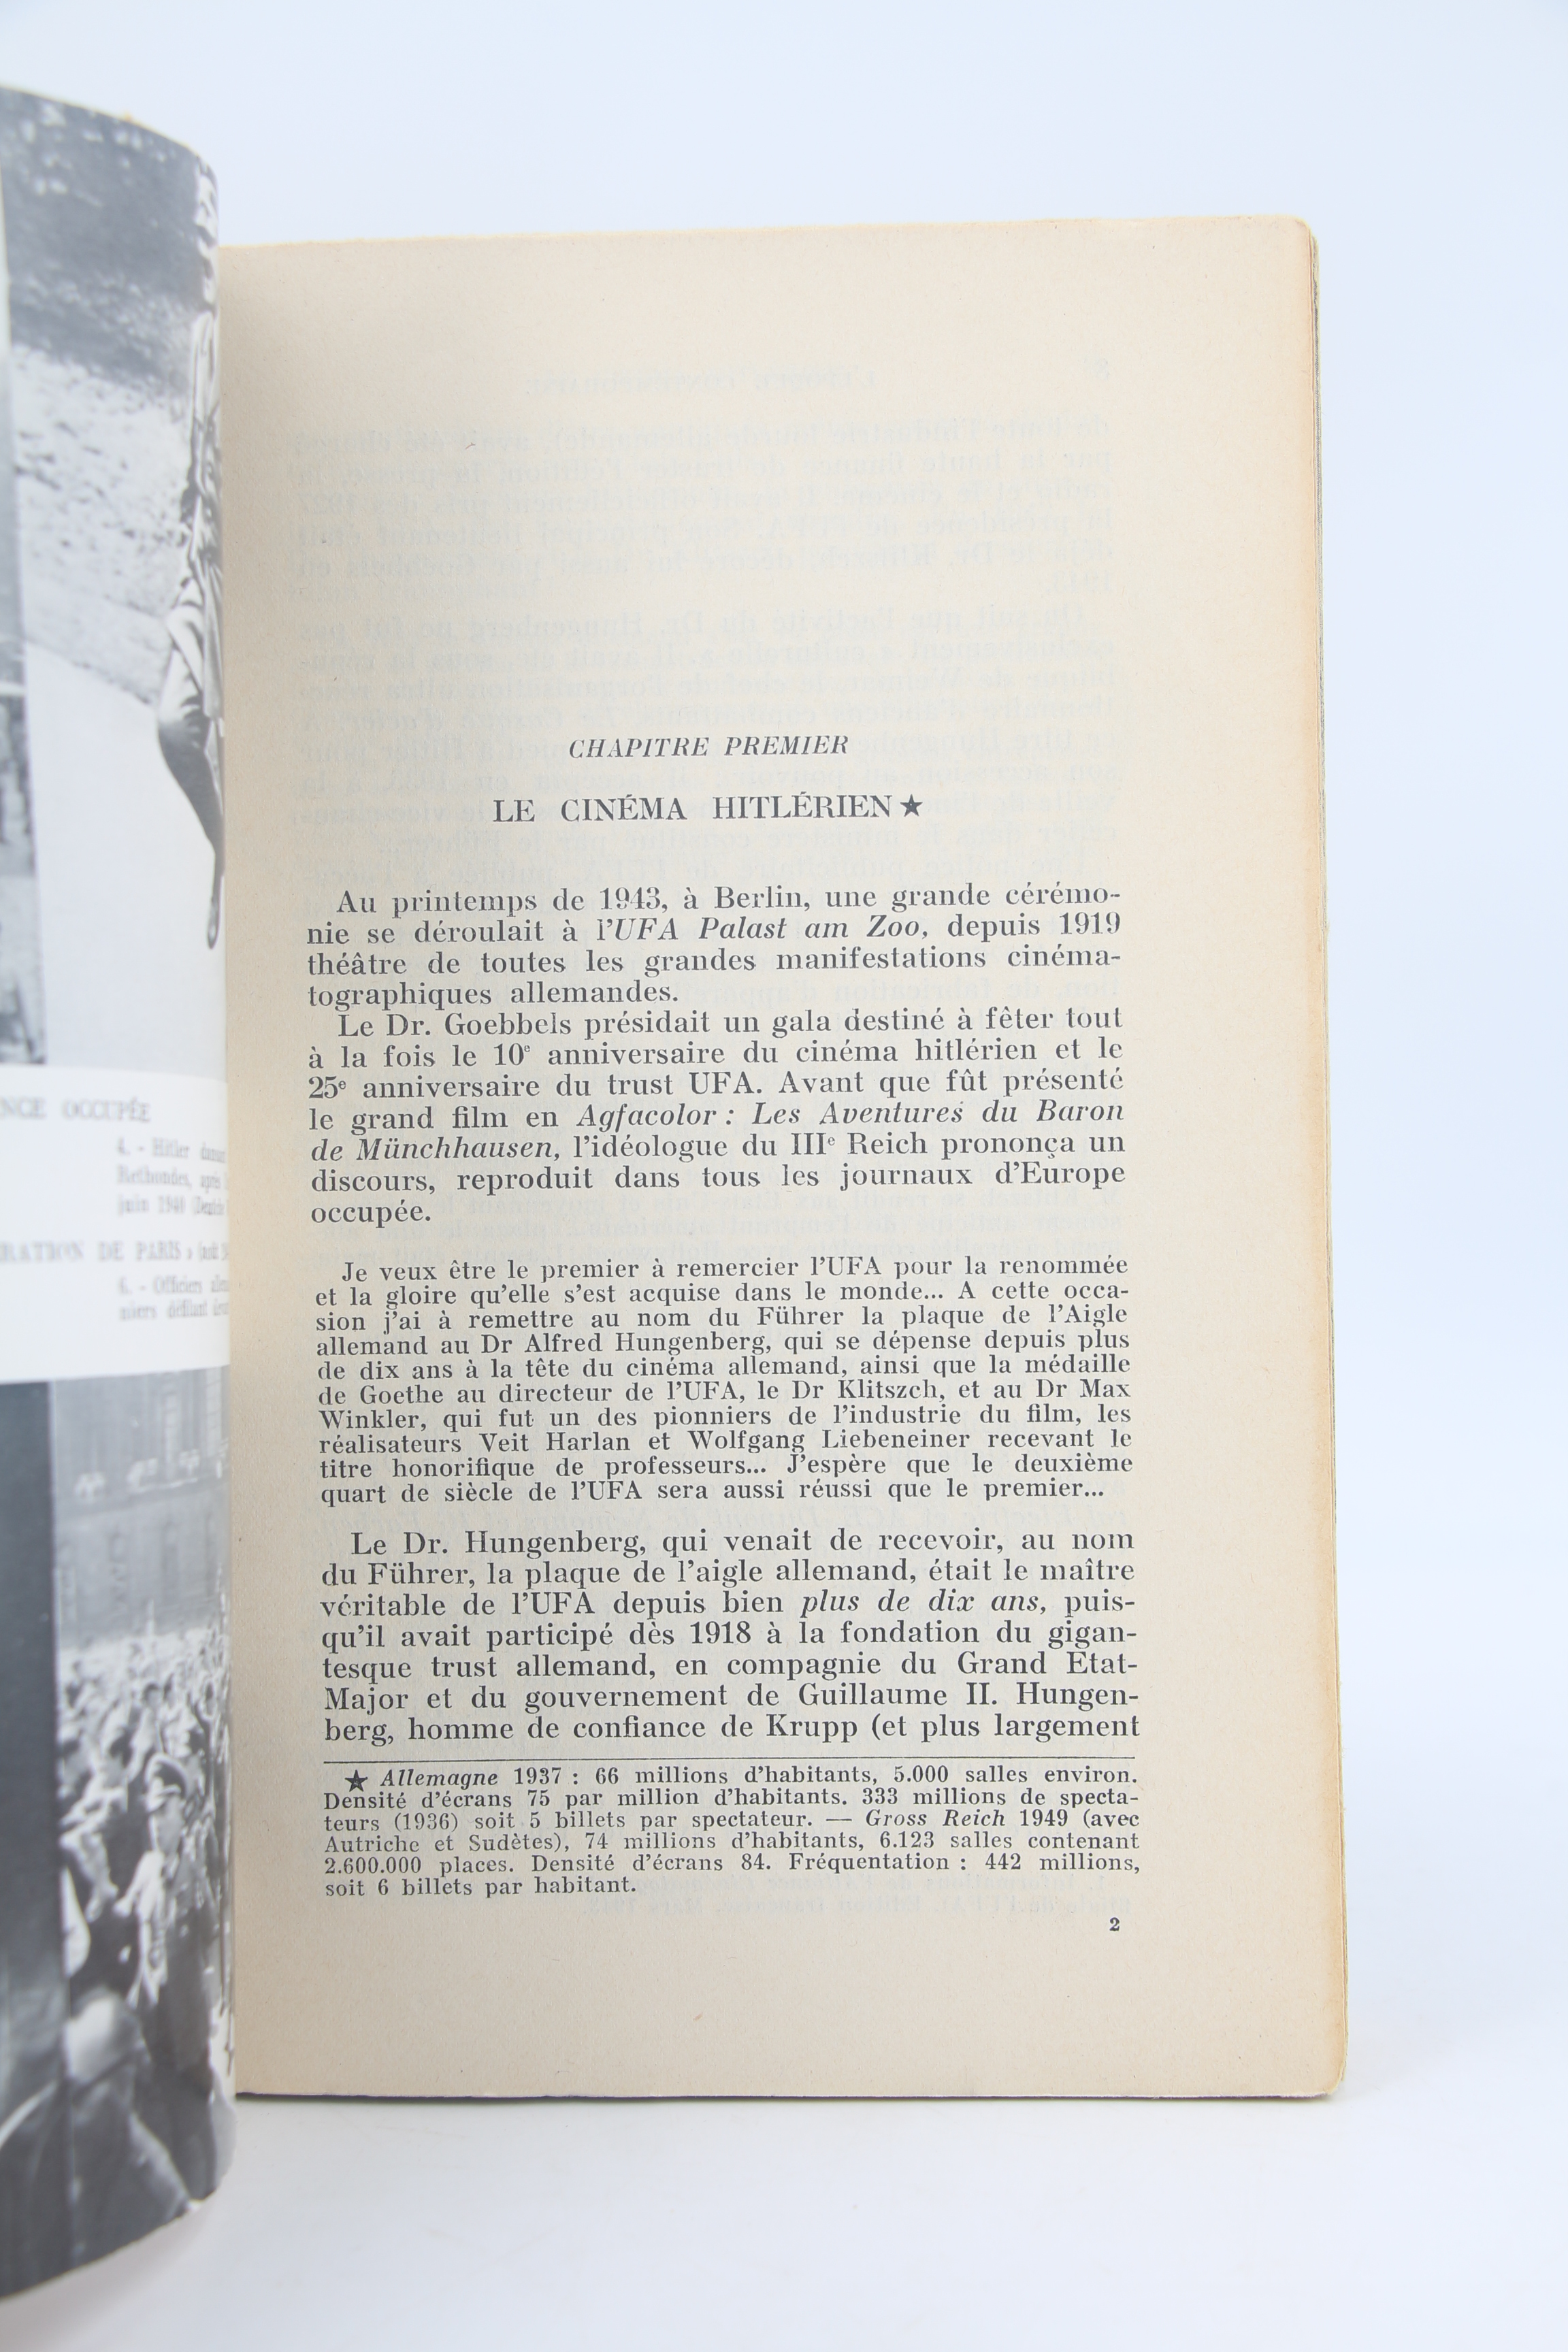 NCE OCCUPÉE
4. - Hitler
Rethondes, après
juin 1940
RATION DE PARIS »
6. - Officiers
niers défilant
CHAPITRE PREMIER
LE CINÉMA HITLÉRIEN ★
Au printemps de 1943, à Berlin, une grande cérémo-
nie se déroulait à l'UFA Palast am Zoo, depuis 1919
théâtre de toutes les grandes manifestations cinéma-
tographiques allemandes.
Le Dr. Goebbels présidait un gala destiné à fêter tout
à la fois le 10e anniversaire du cinéma hitlérien et le
25e anniversaire du trust UFA. Avant que fût présenté
le grand film en Agfacolor : Les Aventures du Baron
de Münchhausen, l'idéologue du IIIe Reich prononça un
discours, reproduit dans tous les journaux d'Europe
occupée.
Je veux être le premier à remercier l'UFA pour la renommée
et la gloire qu'elle s'est acquise dans le monde... A cette occa-
sion j'ai à remettre au nom du Führer la plaque de l'Aigle
allemand au Dr Alfred Hungenberg, qui se dépense depuis plus
de dix ans à la tête du cinéma allemand, ainsi que la médaille
de Goethe au directeur de l'UFA, le Dr Klitszch, et au Dr Max
Winkler, qui fut un des pionniers de l'industrie du film, les
réalisateurs Veit Harlan et Wolfgang Liebeneiner recevant le
titre honorifique de professeurs... J'espère que le deuxième
quart de siècle de l'UFA sera aussi réussi que le premier...
Le Dr. Hungenberg, qui venait de recevoir, au nom
du Führer, la plaque de l'aigle allemand, était le maître
véritable de l'UFA depuis bien plus de dix ans, puis-
qu'il avait participé dès 1918 à la fondation du gigan-
tesque trust allemand, en compagnie du Grand Etat-
Major et du gouvernement de Guillaume II. Hungen-
berg, homme de confiance de Krupp (et plus largement
★ Allemagne 1937 : 66 millions d'habitants, 5.000 salles environ.
Densité d'écrans 75 par million d'habitants. 333 millions de specta-
teurs (1936) soit 5 billets par spectateur. — Gross Reich 1949 (avec
Autriche et Sudètes), 74 millions d'habitants, 6.123 salles contenant
2.600.000 places. Densité d'écrans 84. Fréquentation : 442 millions,
soit 6 billets par habitant.
2